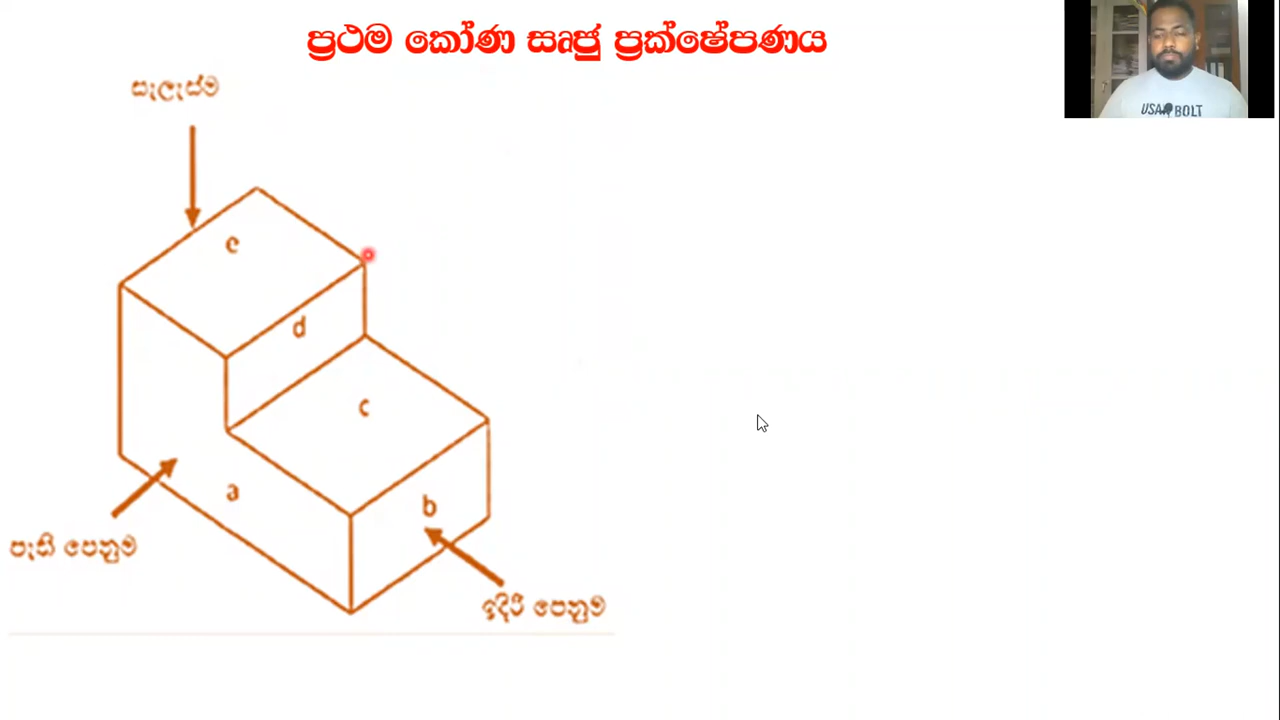 ප්‍රථම කෝණ සෘජු ප්‍රක්ෂේපණය
USA BOLT
සැලැස්ම
e
d
c
a
b
පැති පෙනුම
ඉදිරි පෙනුම